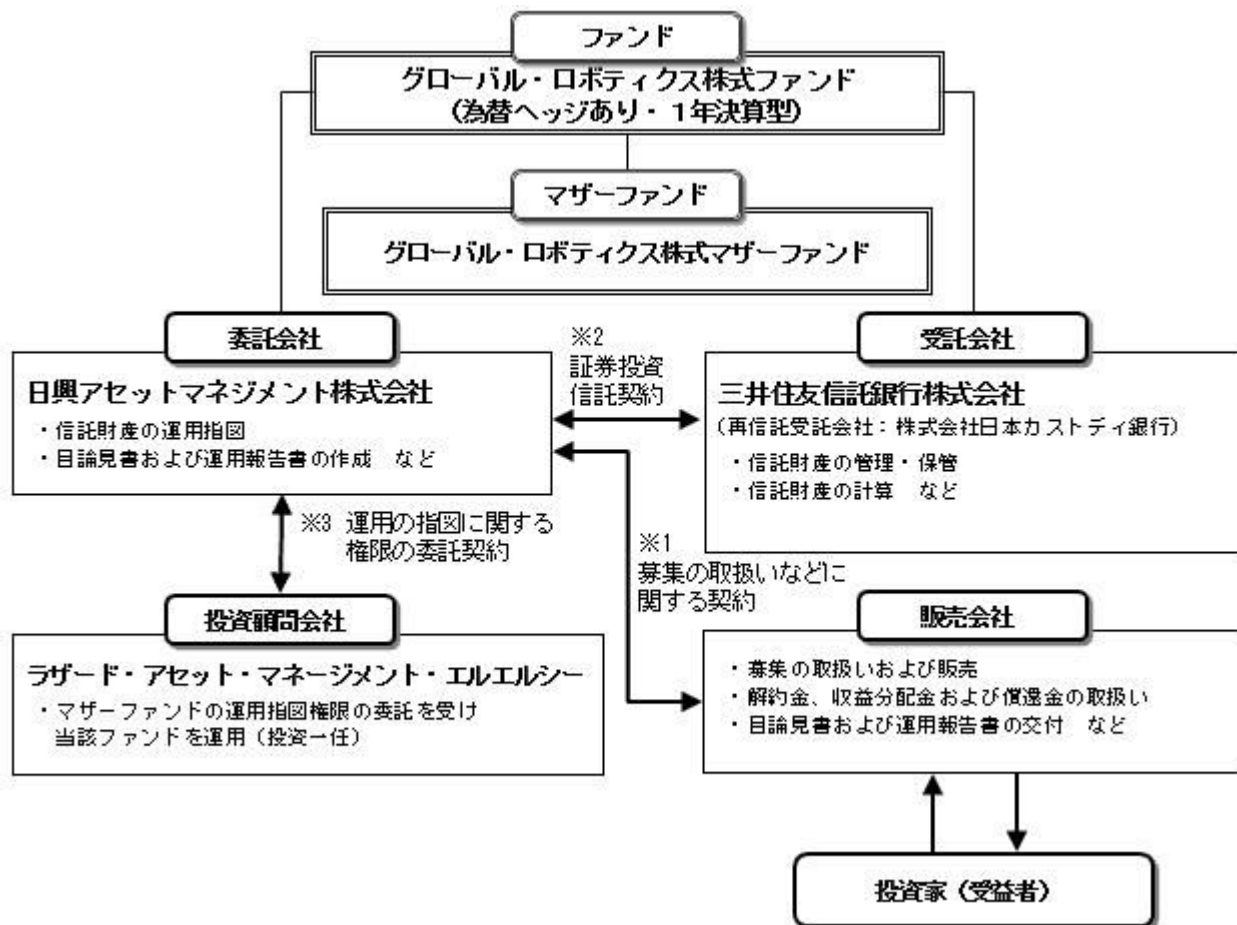 ファンド
グローバル・ロボティクス株式ファンド
(為替ヘッジあり・1年決算型)
マザーファンド
グローバル・ロボティクス株式マザーファンド
委託会社
日興アセットマネジメント株式会社
・信託財産の運用指図
・目論見書および運用報告書の作成 など
※2
証券投資
信託契約
受託会社
三井住友信託銀行株式会社
(再信託受託会社:株式会社日本カストディ銀行)
・信託財産の管理・保管
・信託財産の計算 など
※3 運用の指図に関する
権限の委託契約
※1
募集の取扱いなどに
関する契約
投資顧問会社
ラザード・アセット・マネージメント・エルエルシー
・マザーファンドの運用指図権限の委託を受け
当該ファンドを運用(投資一任)
販売会社
・募集の取扱いおよび販売
・解約金、収益分配金および償還金の取扱い
・目論見書および運用報告書の交付 など
投資家(受益者)